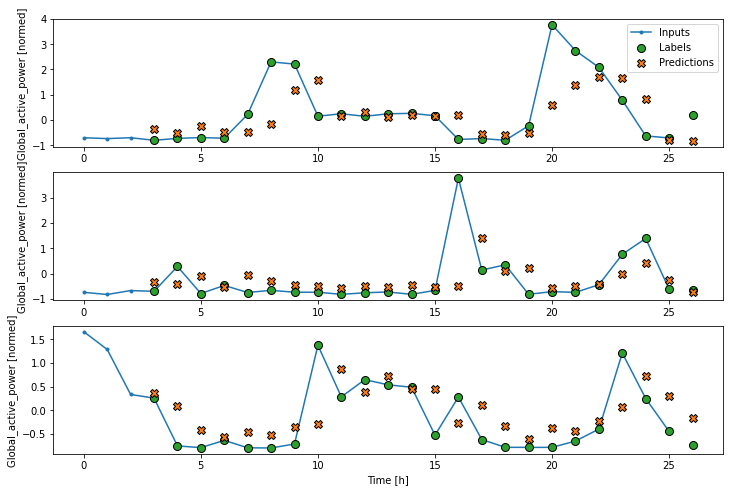 Global_active_power [normed]
4
3
2
1
0
−1
0 5 10 15 20 25
Inputs
Labels
Predictions
Global_active_power [normed]
3
2
1
0
−1
0 5 10 15 20 25
Global_active_power [normed]
1.5
1.0
0.5
0.0
−0.5
0 5 10 15 20 25
Time [h]